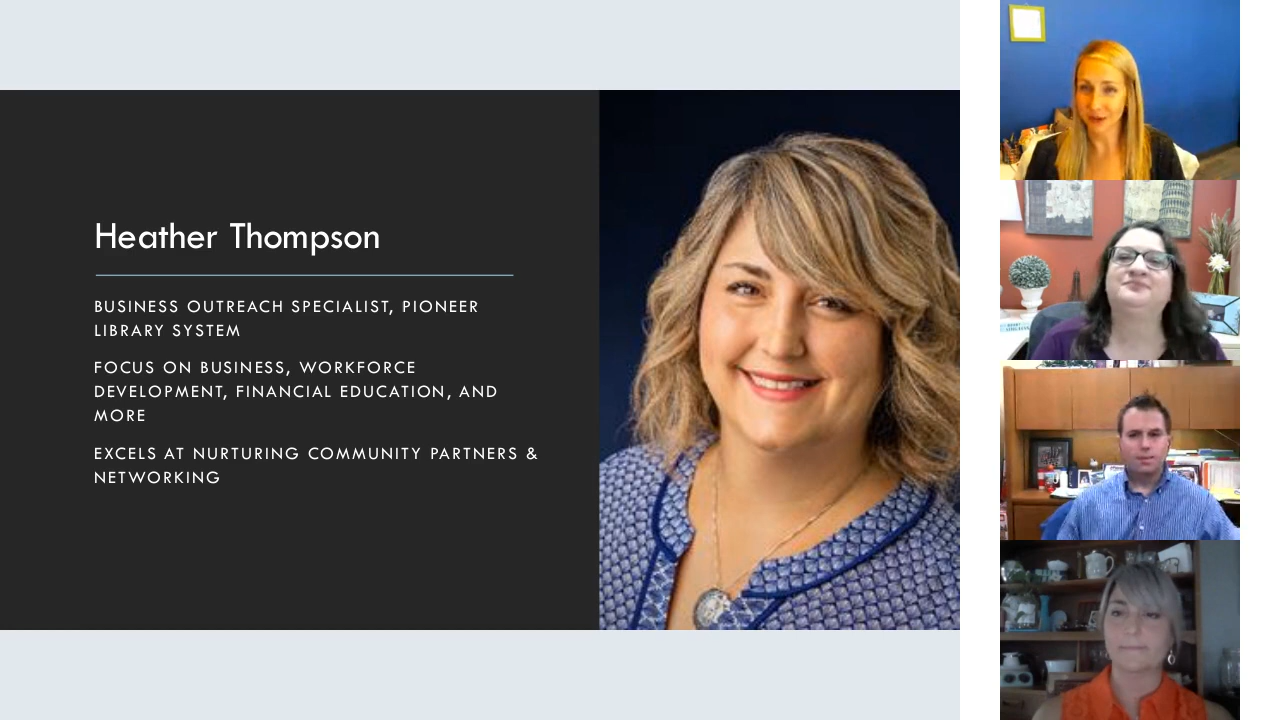 Heather Thompson
BUSINESS OUTREACH SPECIALIST, PIONEER
LIBRARY SYSTEM
FOCUS ON BUSINESS, WORKFORCE
DEVELOPMENT, FINANCIAL EDUCATION, AND
MORE
EXCELS AT NURTURING COMMUNITY PARTNERS &
NETWORKING